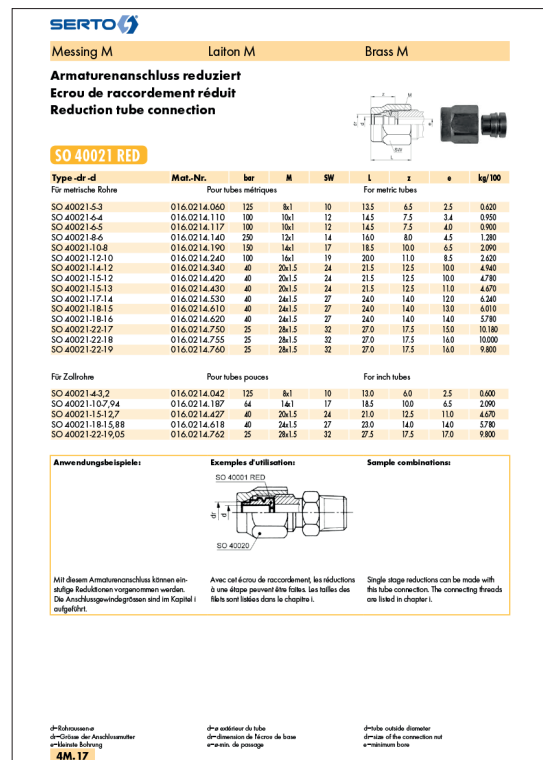 SERTO
Messing M Laiton M Brass M
Armaturenanschluss reduziert
Ecrou de raccordement réduit
Reduction tube connection
SO 40021 RED
Type -dr -d Mat.-Nr. bar M SW L z e kg/100
Für metrische Rohre Pour tubes métriques For metric tubes
SO 40021-5-3 016.0214.060 125 8x1 10 13.5 6.5 2.5 0.620
SO 40021-6-4 016.0214.110 100 10x1 12 14.5 7.5 3.4 0.950
SO 40021-6-5 016.0214.117 100 10x1 12 14.5 7.5 4.0 0.900
SO 40021-8-6 016.0214.140 250 12x1 14 16.0 8.0 4.5 1.280
SO 40021-10-8 016.0214.190 150 14x1 17 18.5 10.0 6.5 2.090
SO 40021-12-10 016.0214.240 100 16x1 19 20.0 11.0 8.5 2.620
SO 40021-14-12 016.0214.340 40 20x1.5 24 21.5 12.5 10.0 4.940
SO 40021-15-12 016.0214.420 40 20x1.5 24 21.5 12.5 10.0 4.780
SO 40021-15-13 016.0214.430 40 20x1.5 24 21.5 12.5 11.0 4.670
SO 40021-17-14 016.0214.530 40 24x1.5 27 24.0 14.0 12.0 6.240
SO 40021-18-15 016.0214.610 40 24x1.5 27 24.0 14.0 13.0 6.010
SO 40021-18-16 016.0214.620 40 24x1.5 27 24.0 14.0 14.0 5.780
SO 40021-22-17 016.0214.750 25 28x1.5 32 27.0 17.5 15.0 10.180
SO 40021-22-18 016.0214.755 25 28x1.5 32 27.0 17.5 16.0 10.000
SO 40021-22-19 016.0214.760 25 28x1.5 32 27.0 17.5 16.0 9.800
Für Zollrohre Pour tubes pouces For inch tubes
SO 40021-4-3,2 016.0214.042 125 8x1 10 13.0 6.0 2.5 0.600
SO 40021-10-7,94 016.0214.187 64 14x1 17 18.5 10.0 6.5 2.090
SO 40021-15-12,7 016.0214.427 40 20x1.5 24 21.0 12.5 11.0 4.670
SO 40021-18-15,88 016.0214.618 40 24x1.5 27 23.0 14.0 14.0 5.780
SO 40021-22-19,05 016.0214.762 25 28x1.5 32 27.5 17.5 17.0 9.800
Anwendungsbeispiele: Exemples d'utilisation: Sample combinations:
SO 40001 RED
dr d
SO 40020
Mit diesem Armaturenanschluss können ein- Avec cet écrou de raccordement, les réductions Single stage reductions can be made with
stufige Reduktionen vorgenommen werden. à une étape peuvent être faites. Les tailles des this tube connection. The connecting threads
Die Anschlussgewindegrössen sind im Kapitel i filets sont listées dans le chapitre i. are listed in chapter i.
aufgeführt.
d=Rohraussen-ø d=ø extérieur du tube d=tube outside diameter
dr=Grösse der Anschlussmutter dr=dimension de l'écrou de base dr=size of the connection nut
e=kleinste Bohrung e=ø-min. de passage e=minimum bore
4M.17